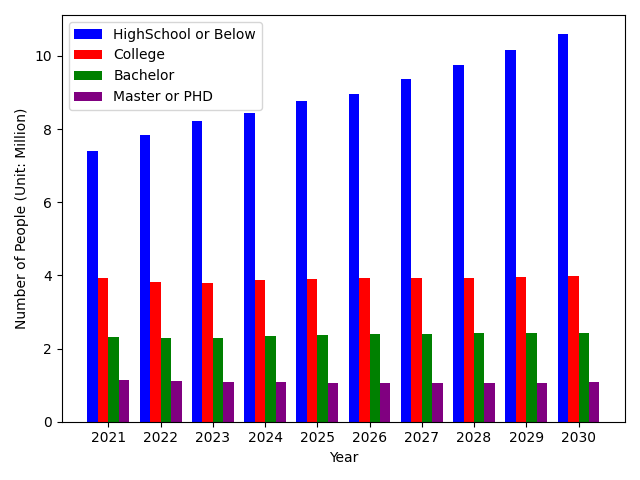 HighSchool or Below
College
Bachelor
Master or PHD
Number of People (Unit: Million)
10
8
6
4
2
0
2021 2022 2023 2024 2025 2026 2027 2028 2029 2030
Year